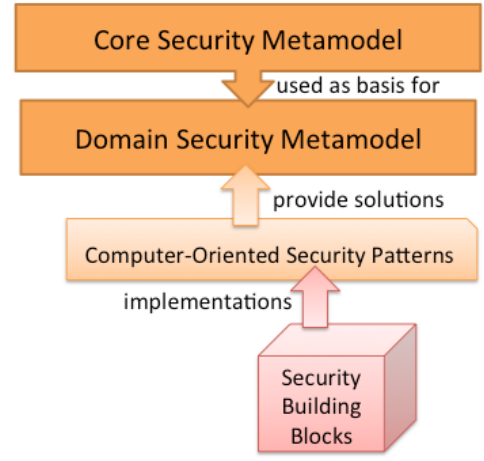 Core Security Metamodel
used as basis for
Domain Security Metamodel
provide solutions
Computer-Oriented Security Patterns
implementations
Security
Building
Blocks